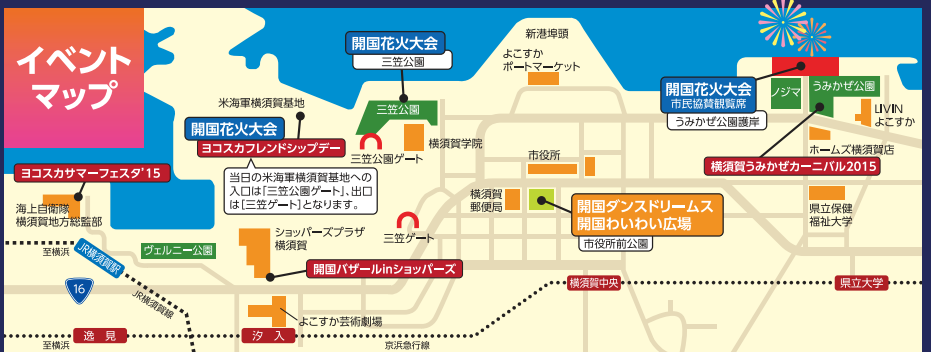 イベント
マップ
開国花火大会
三笠公園
新港埠頭
よこすか
ポートマーケット
米海軍横須賀基地
開国花火大会
ヨコスカフレンドシップデー
当日の米海軍横須賀基地への
入口は「三笠公園ゲート」、出口
は「三笠ゲート」となります。
三笠公園
三笠公園ゲート
横須賀学院
開国花火大会
市民協賛観覧席
うみかぜ公園護岸
ノジマ
うみかぜ公園
LIVIN
よこすか
ホームズ横須賀店
横須賀うみかぜカーニバル2015
市役所
横須賀
郵便局
開国ダンスドリームス
開国わいわい広場
市役所前公園
県立保健
福祉大学
ヨコスカサマーフェスタ'15
海上自衛隊
横須賀地方総監部
ヴェルニー公園
ショッパーズプラザ
横須賀
三笠ゲート
開国バザールinショッパーズ
至横浜
JR横須賀駅
JR横須賀線
16
よこすか芸術劇場
横須賀中央
県立大学
逸見
汐入
至横浜
京浜急行線